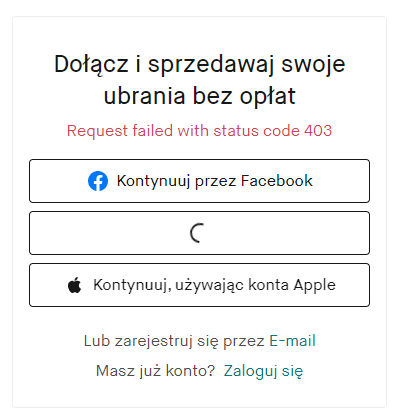 Dołącz i sprzedawaj swoje
ubrania bez opłat
Request failed with status code 403
Kontynuuj przez Facebook
Kontynuuj, używając konta Apple
Lub zarejestruj się przez E-mail
Masz już konto? Zaloguj się